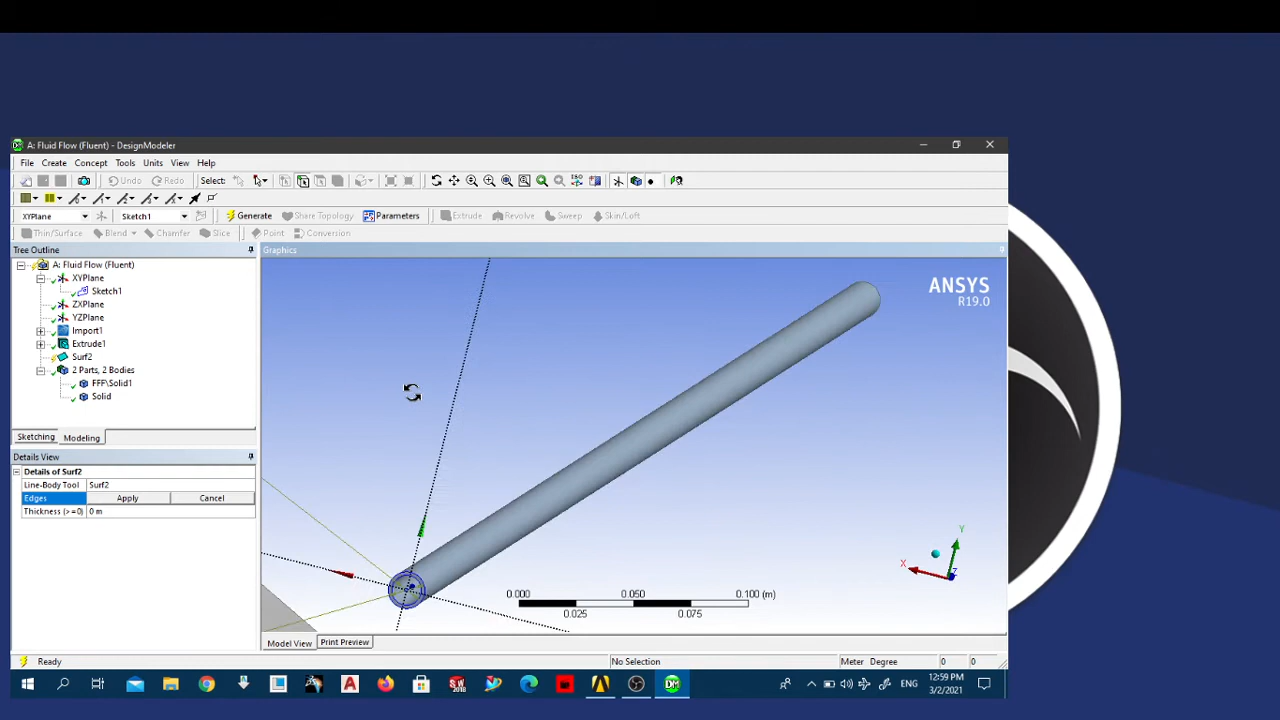 A: Fluid Flow (Fluent) - DesignModeler
File Create Concept Tools Units View Help
Undo Redo Select:
XYPlane Sketch1 Generate Share Topology Parameters Extrude Revolve Sweep Skin/Loft
Thin/Surface Blend Chamfer Slice Point Conversion
Tree Outline
A: Fluid Flow (Fluent)
XYPlane
Sketch1
ZXPlane
YZPlane
Import1
Extrude1
Surf2
2 Parts, 2 Bodies
FFF\Solid1
Solid
Sketching Modeling
Details View
Details of Surf2
Line-Body Tool Surf2
Edges Apply Cancel
Thickness (>=0) 0 m
Graphics
ANSYS
R19.0
Y
X
Z
0.000 0.050 0.100 (m)
0.025 0.075
Model View Print Preview
Ready No Selection Meter Degree 0 0
ENG 12:59 PM
3/2/2021